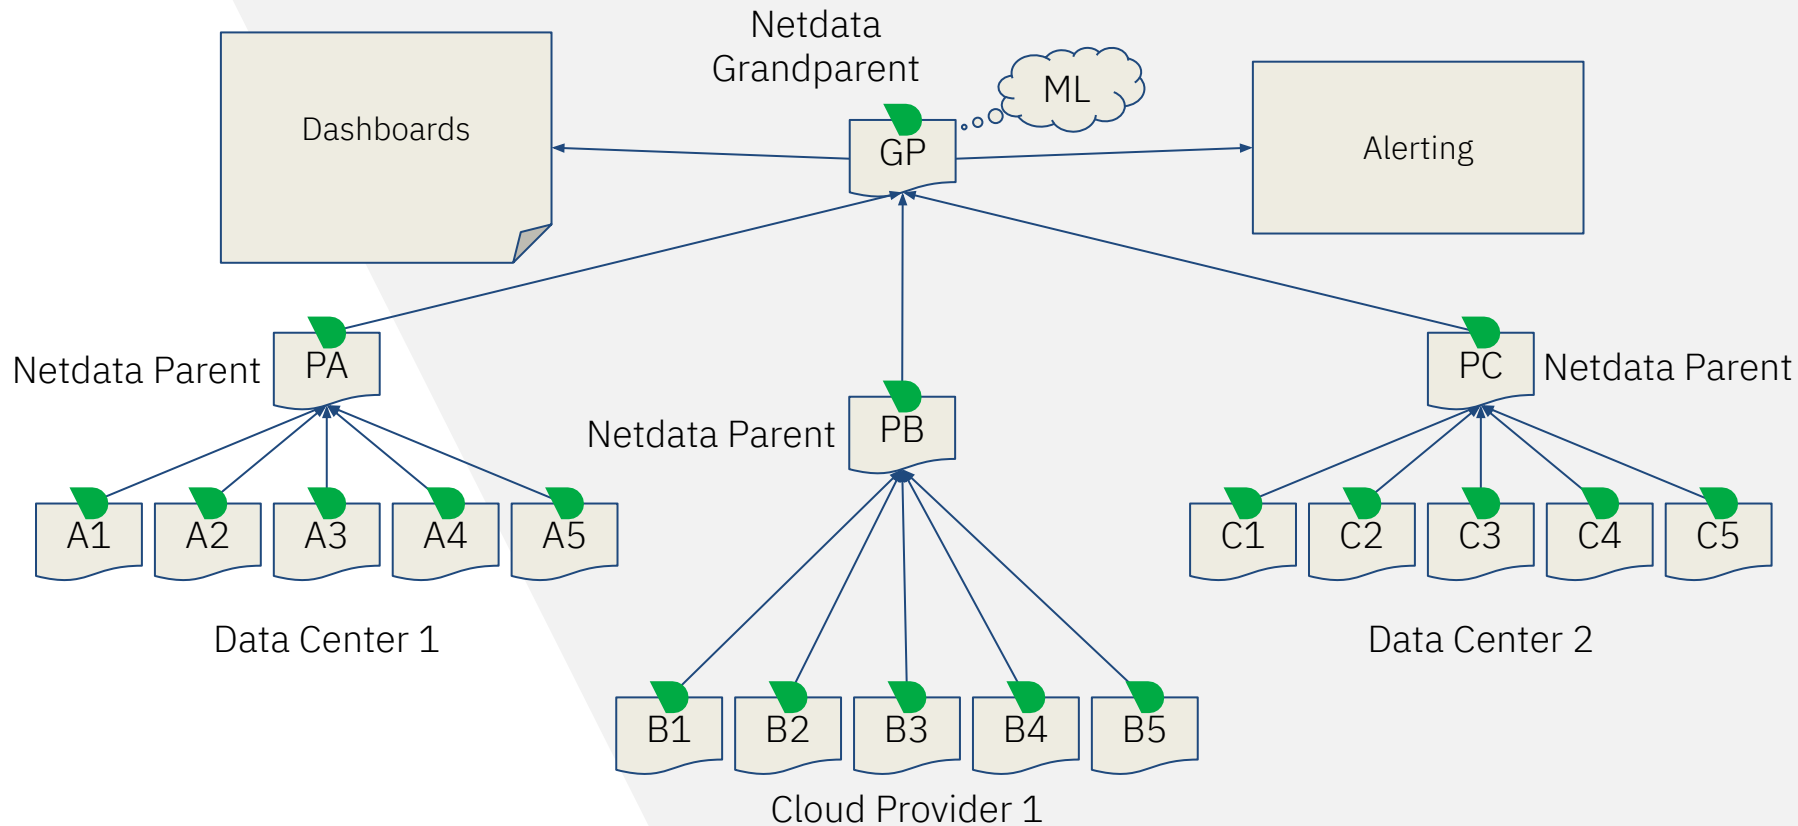 Netdata
Grandparent
ML
Dashboards
GP
Alerting
Netdata Parent
PA
PC
Netdata Parent
Netdata Parent
PB
A1
A2
A3
A4
A5
C1
C2
C3
C4
C5
Data Center 1
Data Center 2
B1
B2
B3
B4
B5
Cloud Provider 1